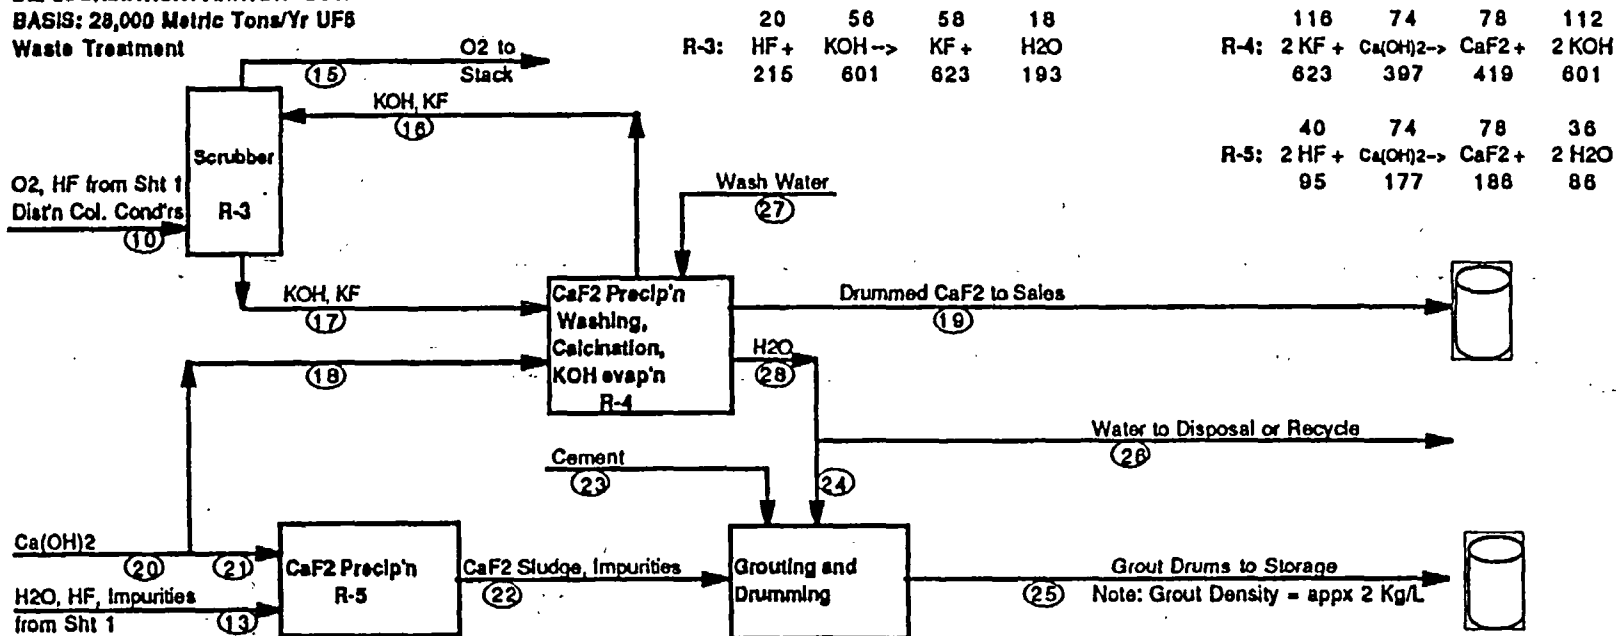 BASIS: 28,000 Metric Tons/Yr UF6
Waste Treatment
20 56 58 18
R-3: HF + KOH --> KF + H2O
215 601 623 193
116 74 78 112
R-4: 2 KF + Ca(OH)2-> CaF2 + 2 KOH
623 397 419 601
40 74 78 36
R-5: 2 HF + Ca(OH)2-> CaF2 + 2 H2O
95 177 186 86
O2 to
Stack
15
KOH, KF
16
Scrubber
R-3
O2, HF from Sht 1
Dist'n Col. Cond'rs
10
Wash Water
27
KOH, KF
17
CaF2 Precip'n
Washing,
Calcination,
KOH evap'n
R-4
Drummed CaF2 to Sales
19
H2O
28
18
Water to Disposal or Recycle
26
Cement
23
24
Ca(OH)2
20
21
CaF2 Precip'n
R-5
CaF2 Sludge, Impurities
22
Grouting and
Drumming
Grout Drums to Storage
25
Note: Grout Density = appx 2 Kg/L
H2O, HF, Impurities
from Sht 1
13